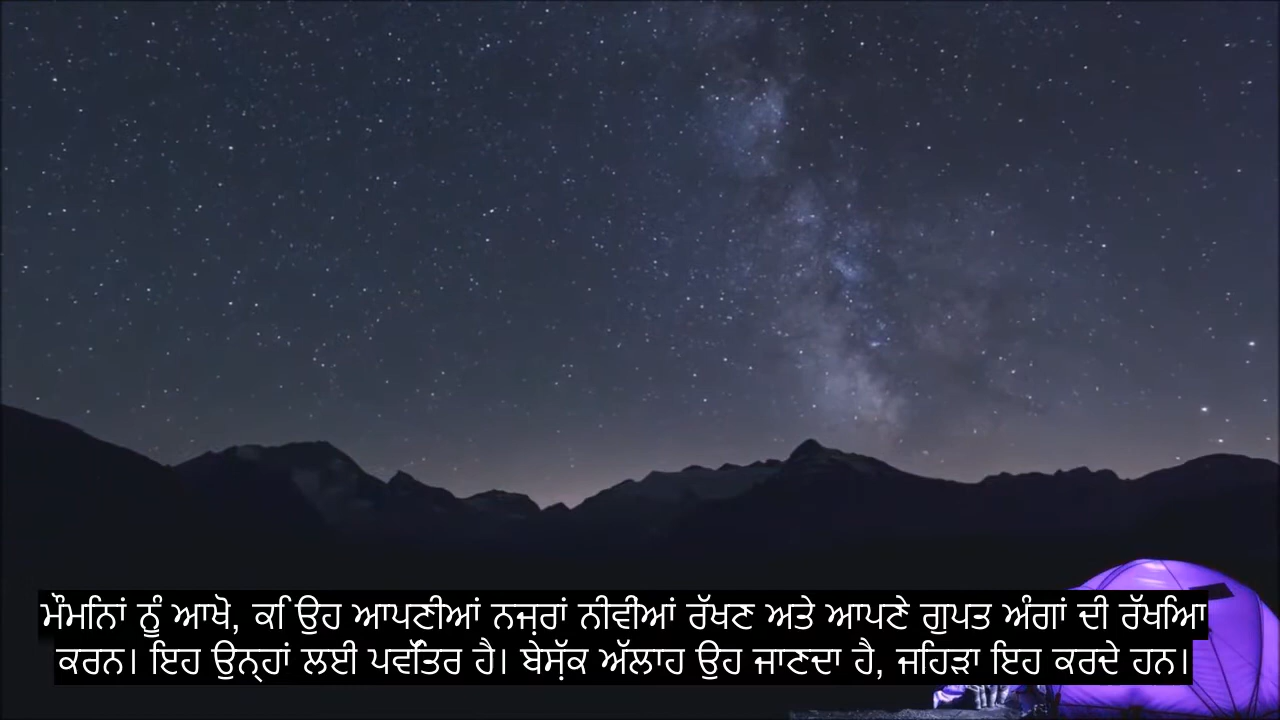 ਮੌਮਨਿਾਂ ਨੂੰ ਆਖੋ, ਕਿ ਉਹ ਆਪਣੀਆਂ ਨਜ਼ਰਾਂ ਨੀਵੀਂਆਂ ਰੱਖਣ ਅਤੇ ਆਪਣੇ ਗੁਪਤ ਅੰਗਾਂ ਦੀ ਰੱਖਆਿ
ਕਰਨ। ਇਹ ਉਨ੍ਹਾਂ ਲਈ ਪਵੱਤਿਰ ਹੈ। ਬੇਸ਼ੱਕ ਅੱਲਾਹ ਉਹ ਜਾਣਦਾ ਹੈ, ਜਹਿੜਾ ਇਹ ਕਰਦੇ ਹਨ।